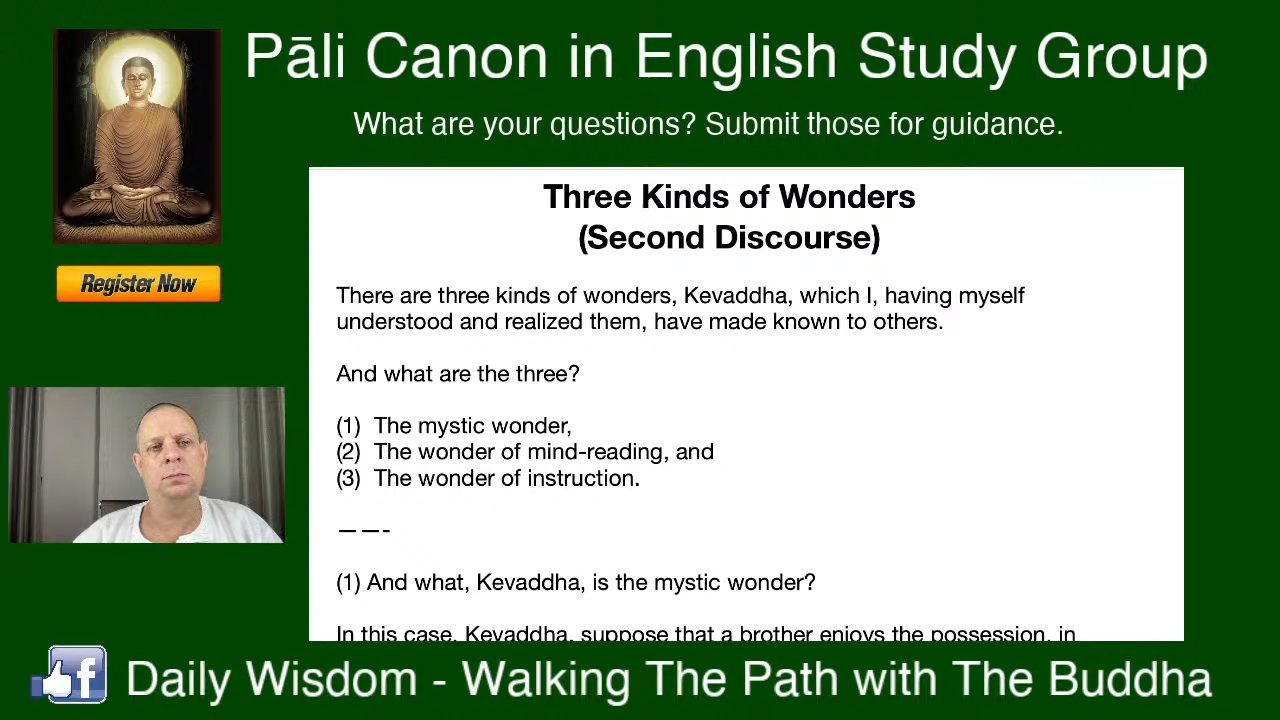 Pāli Canon in English Study Group
What are your questions? Submit those for guidance.
Register Now
Three Kinds of Wonders
(Second Discourse)
There are three kinds of wonders, Kevaddha, which I, having myself
understood and realized them, have made known to others.
And what are the three?
(1) The mystic wonder,
(2) The wonder of mind-reading, and
(3) The wonder of instruction.
——-
(1) And what, Kevaddha, is the mystic wonder?
In this case, Kevaddha, suppose that a brother enjoys the possession, in
f
Daily Wisdom - Walking The Path with The Buddha